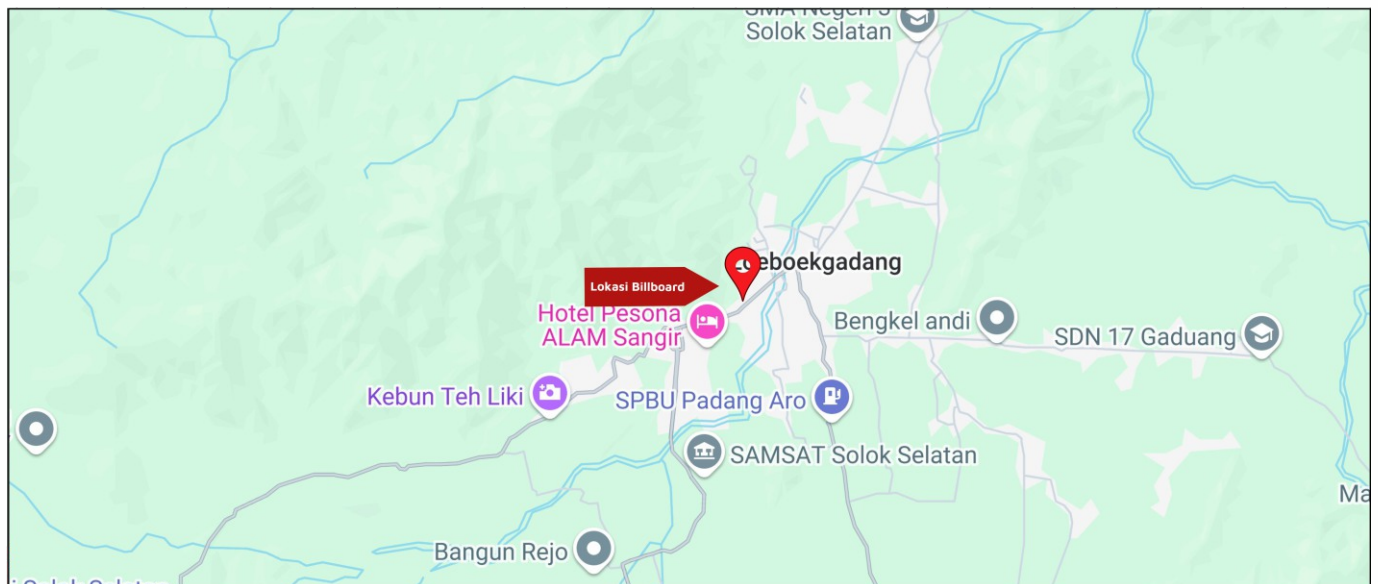 SMA Negeri 3
Solok Selatan
eboekgadang
Lokasi Billboard
Hotel Pesona
ALAM Sangir
Bengkel andi
SDN 17 Gaduang
Kebun Teh Liki
SPBU Padang Aro
SAMSAT Solok Selatan
Ma
Bangun Rejo